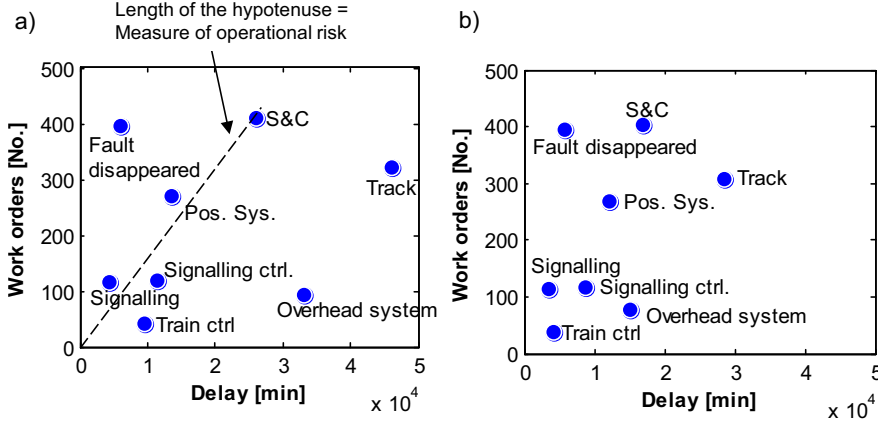 a)
Length of the hypotenuse =
Measure of operational risk
500
400
300
200
100
0
Work orders [No.]
S&C
Fault
disappeared
Track
Pos. Sys.
Signalling ctrl.
Signalling
Overhead system
Train ctrl
0
1
2
3
4
5
Delay [min]
x 10^4
b)
500
400
300
200
100
0
Work orders [No.]
S&C
Fault disappeared
Track
Pos. Sys.
Signalling
Signalling ctrl.
Overhead system
Train ctrl
0
1
2
3
4
5
Delay [min]
x 10^4